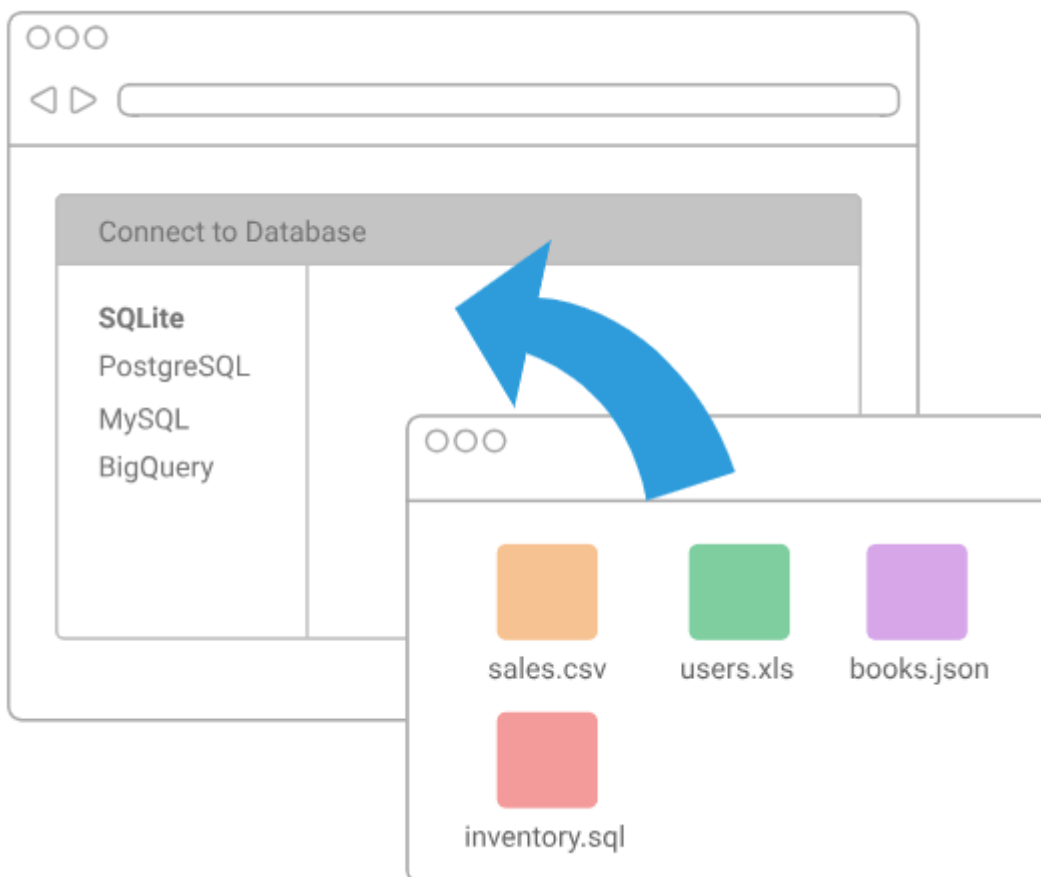 Connect to Database
SQLite
PostgreSQL
MySQL
BigQuery
sales.csv users.xls books.json
inventory.sql